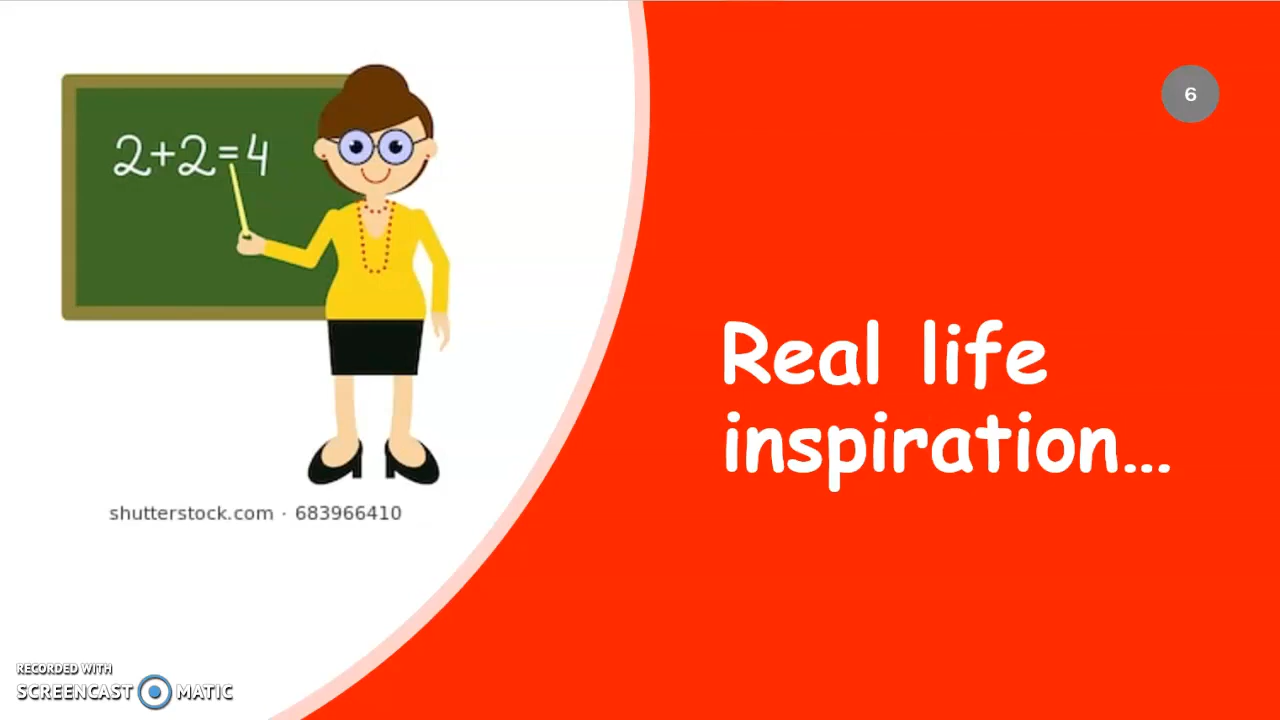 2+2=4
6
Real life
inspiration...
shutterstock.com · 683966410
RECORDED WITH
SCREENCAST MATIC